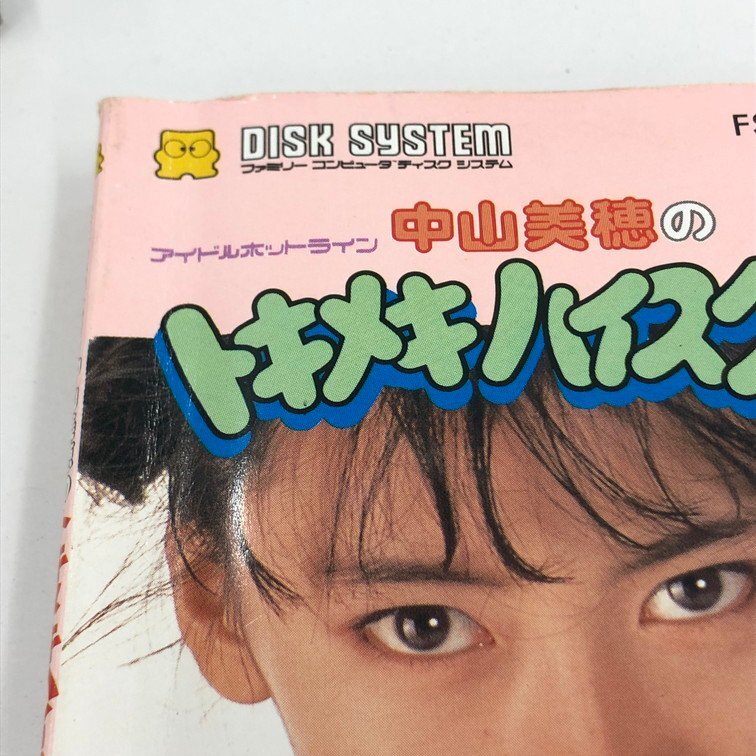 DISK SYSTEM
ファミリー コンピュータ ディスク システム
アイドルホットライン
中山美穂の
トキメキハイス